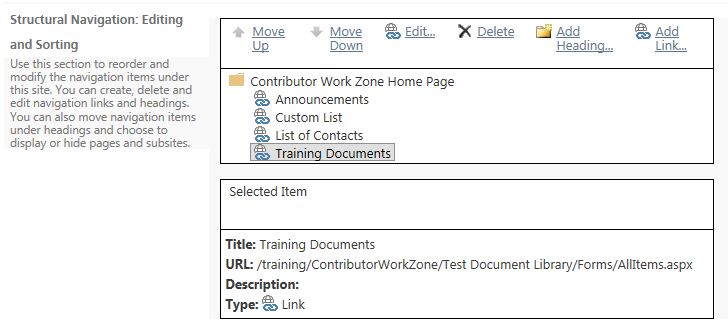 Structural Navigation: Editing
and Sorting
Use this section to reorder and
modify the navigation items under
this site. You can create, delete and
edit navigation links and headings.
You can also move navigation items
under headings and choose to
display or hide pages and subsites.
Move Up
Move Down
Edit...
Delete
Add Heading...
Add Link...
Contributor Work Zone Home Page
Announcements
Custom List
List of Contacts
Training Documents
Selected Item
Title: Training Documents
URL: /training/ContributorWorkZone/Test Document Library/Forms/AllItems.aspx
Description:
Type: Link